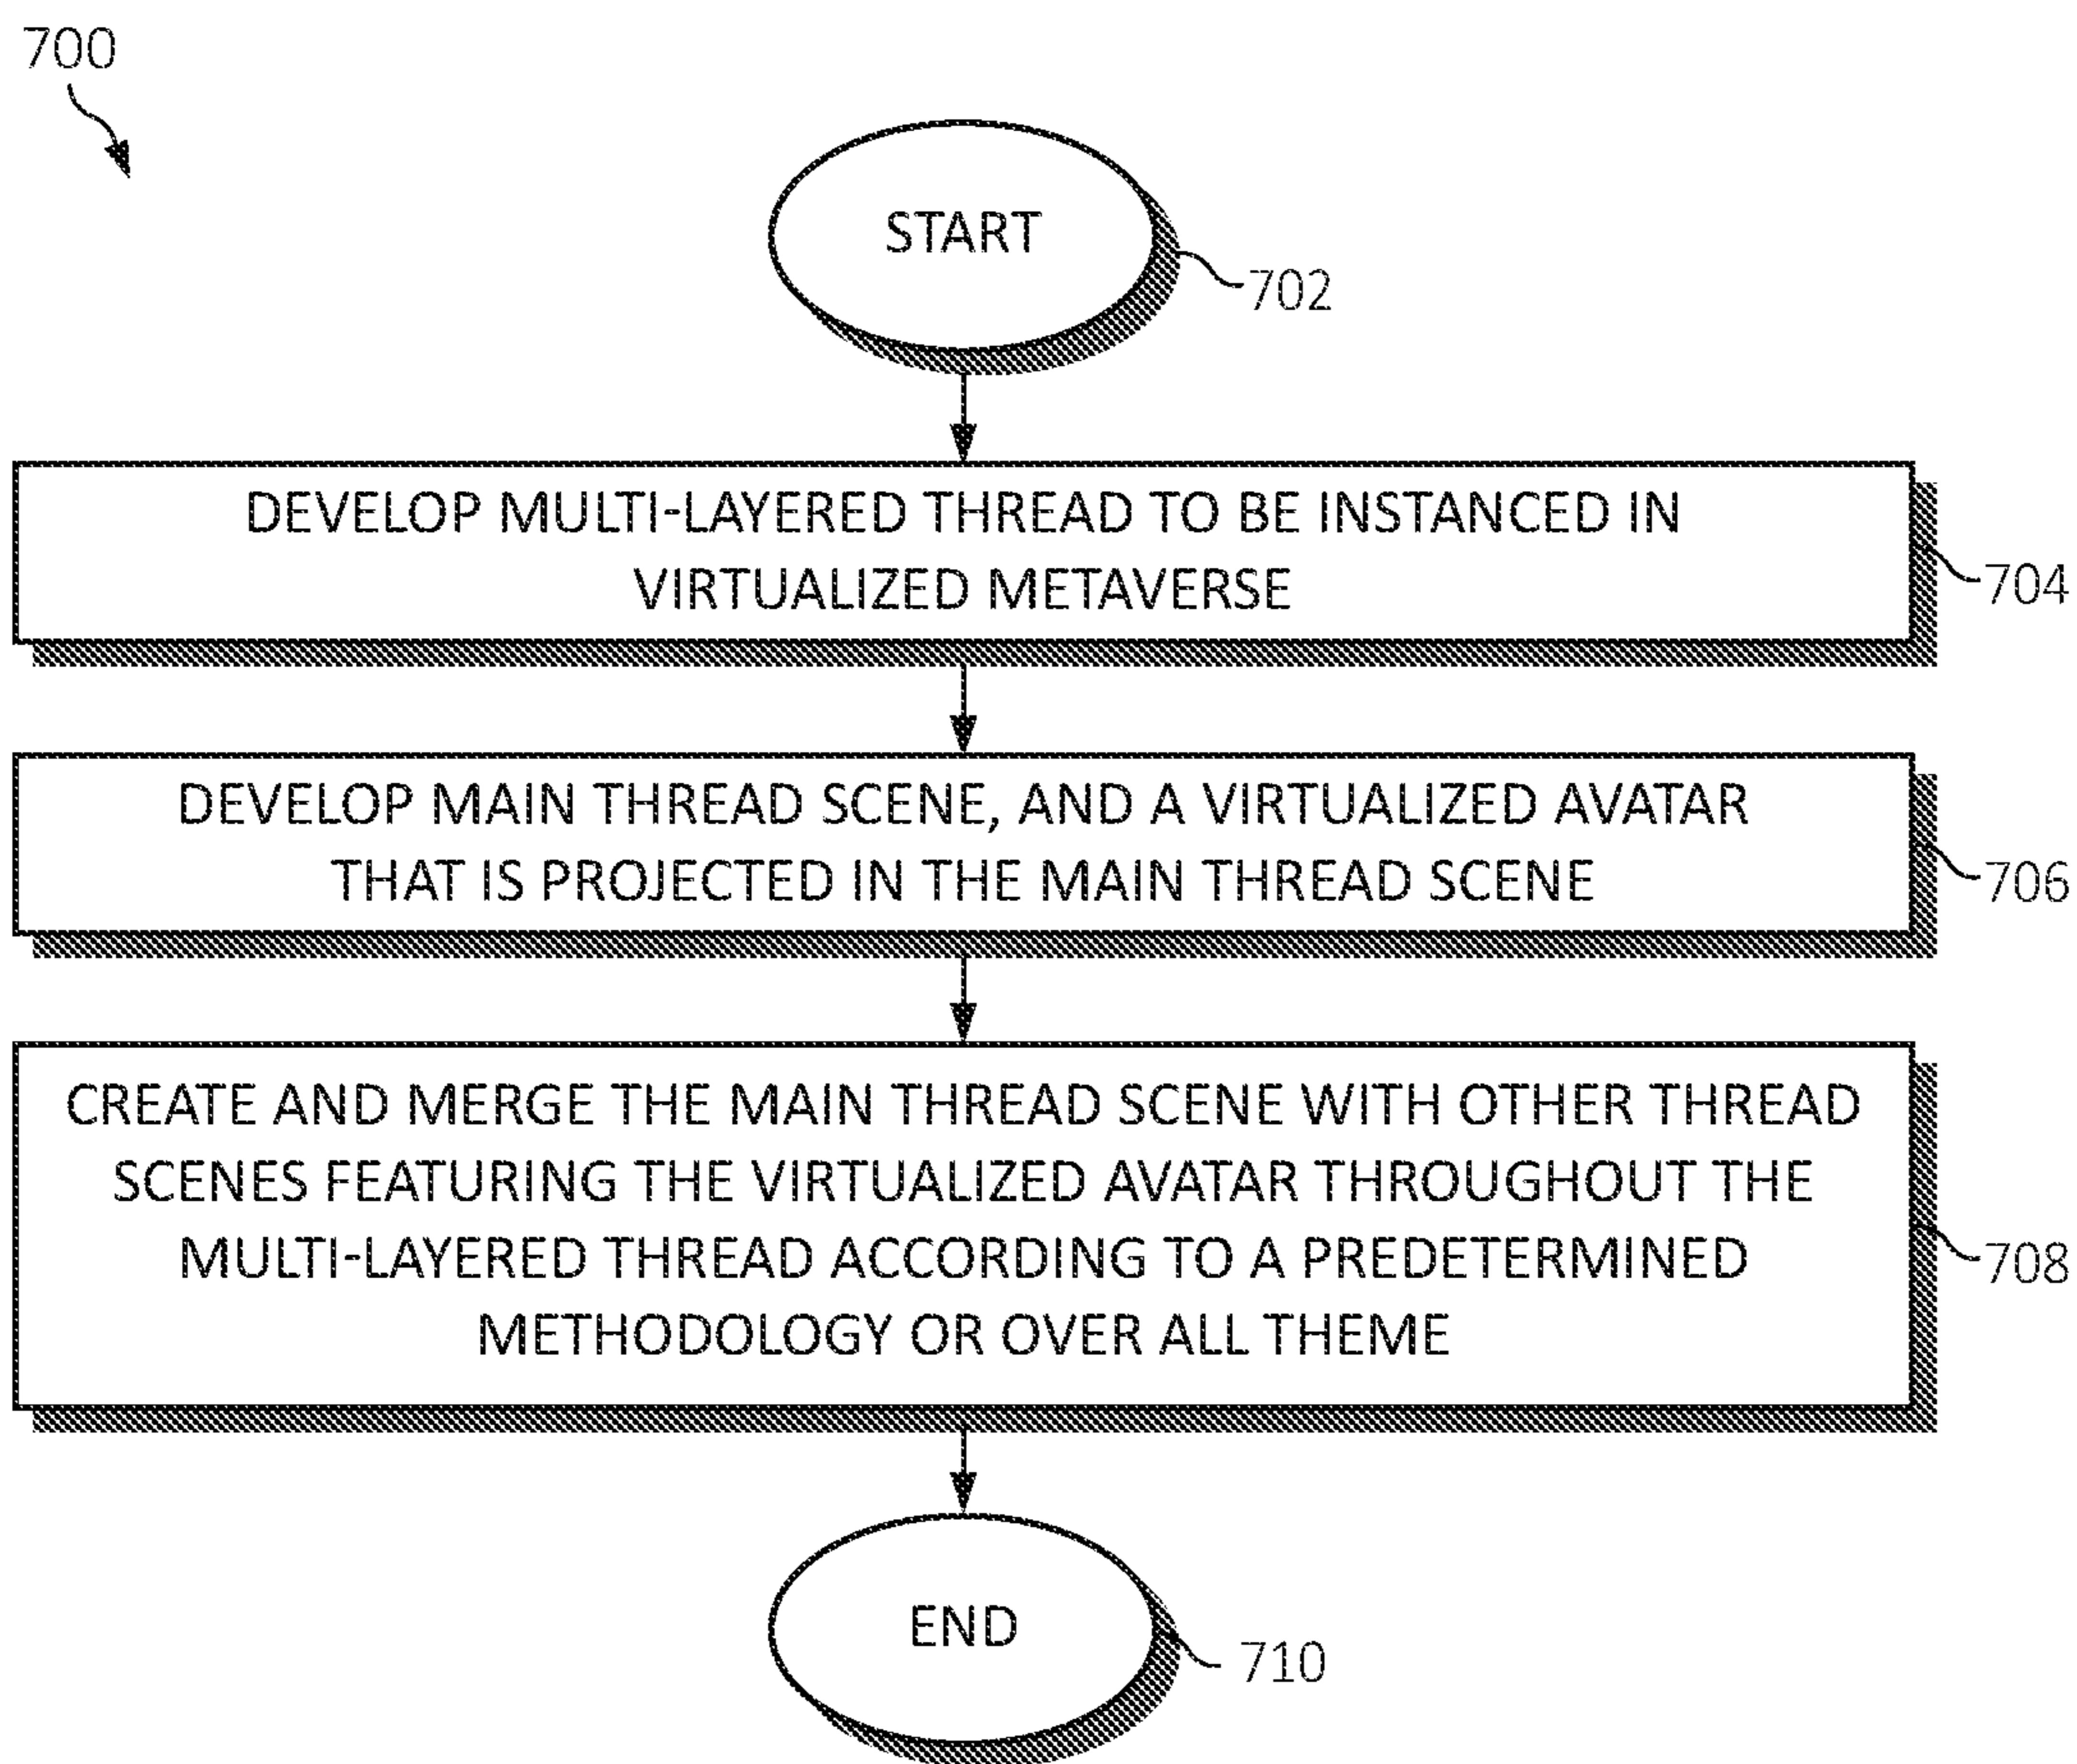 700
START
702
DEVELOP MULTI-LAYERED THREAD TO BE INSTANCED IN
VIRTUALIZED METAVERSE
704
DEVELOP MAIN THREAD SCENE, AND A VIRTUALIZED AVATAR
THAT IS PROJECTED IN THE MAIN THREAD SCENE
706
CREATE AND MERGE THE MAIN THREAD SCENE WITH OTHER THREAD
SCENES FEATURING THE VIRTUALIZED AVATAR THROUGHOUT THE
MULTI-LAYERED THREAD ACCORDING TO A PREDETERMINED
METHODOLOGY OR OVER ALL THEME
708
END
710